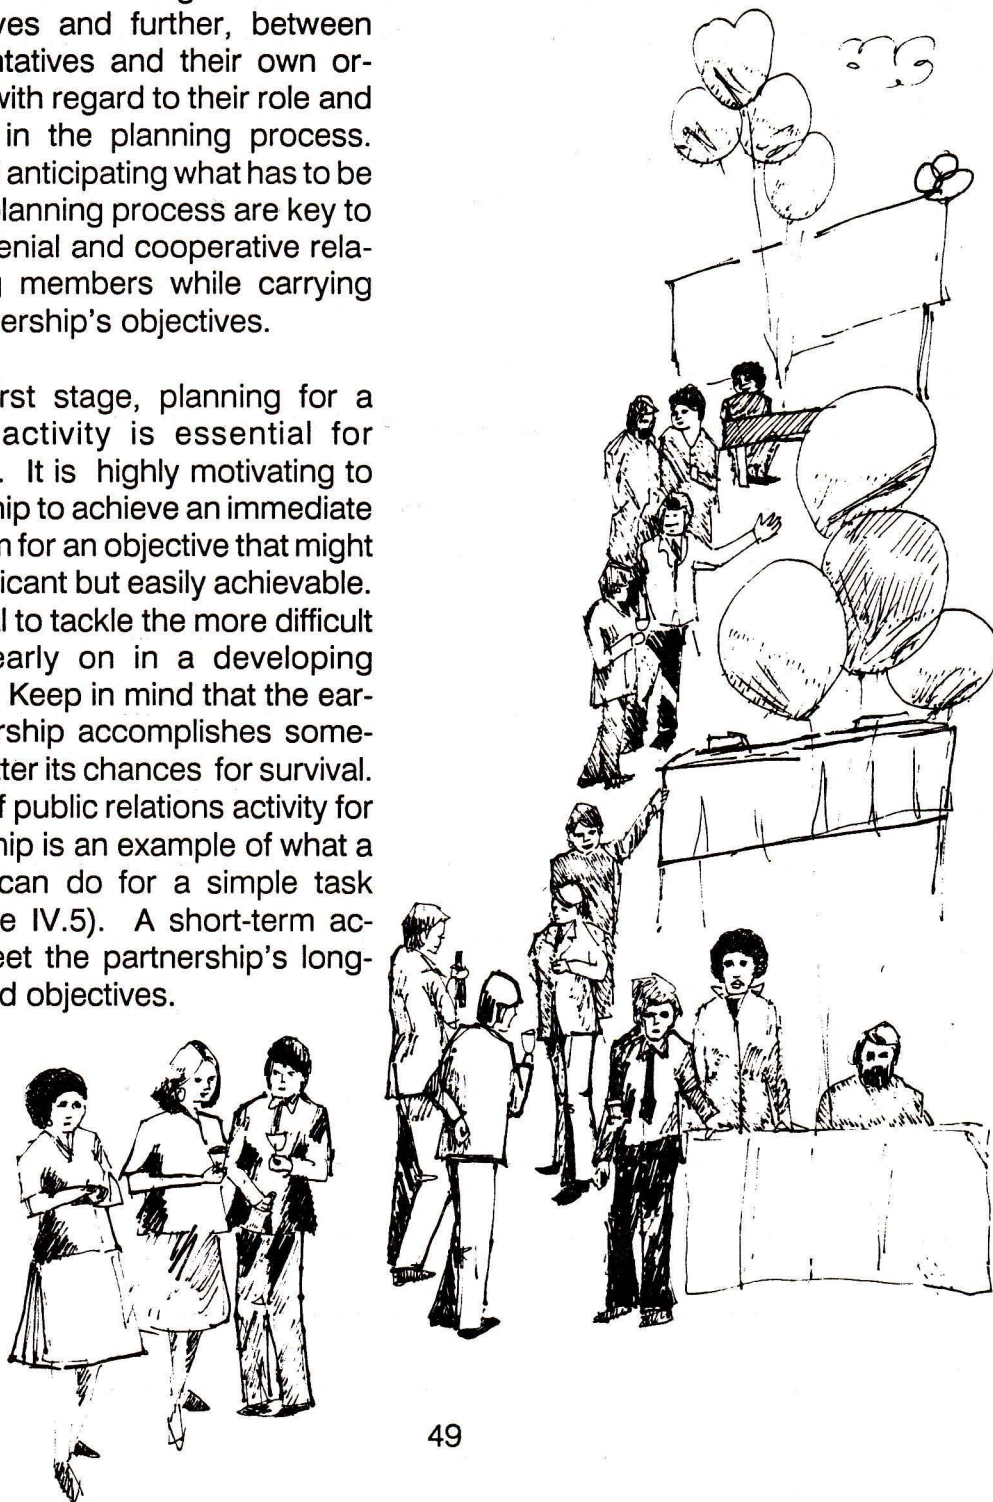 ves and further, between
tatives and their own or-
with regard to their role and
in the planning process.
anticipating what has to be
lanning process are key to
enial and cooperative rela-
members while carrying
nership's objectives.
rst stage, planning for a
activity is essential for
. It is highly motivating to
hip to achieve an immediate
n for an objective that might
icant but easily achievable.
l to tackle the more difficult
early on in a developing
Keep in mind that the ear-
rship accomplishes some-
ter its chances for survival.
f public relations activity for
hip is an example of what a
can do for a simple task
e IV.5). A short-term ac-
eet the partnership's long-
d objectives.
49